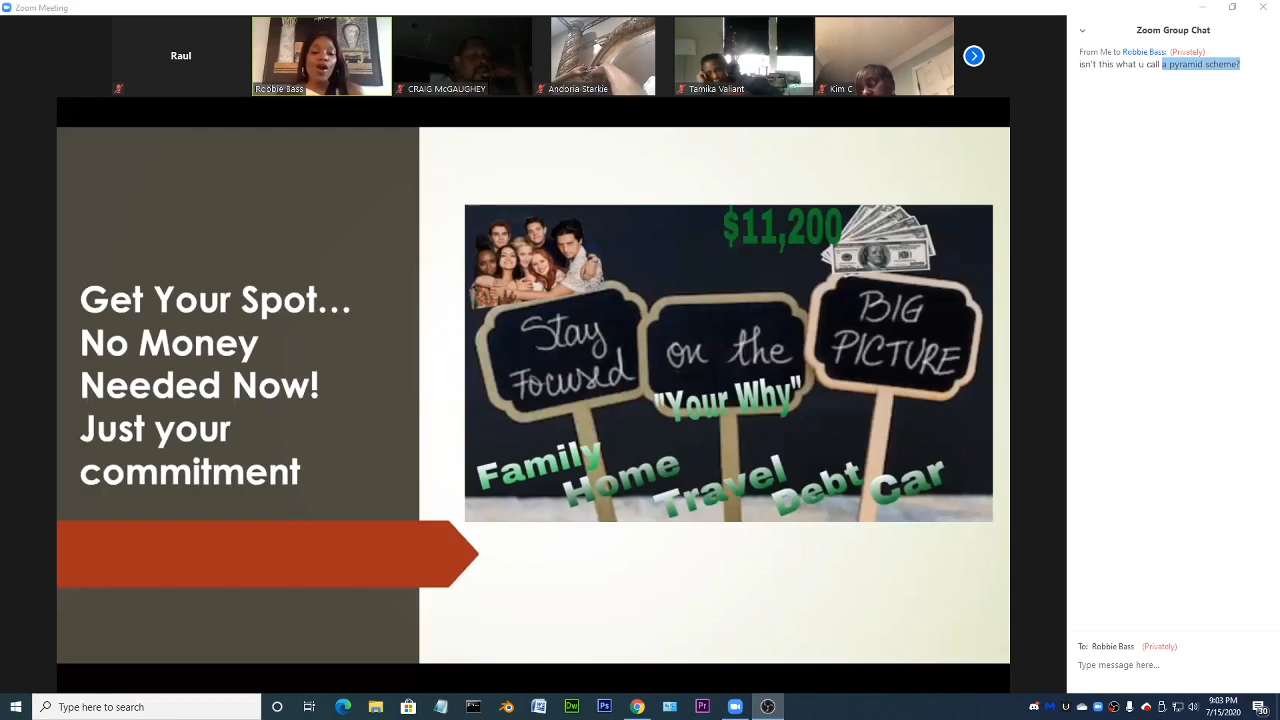 Zoom Meeting
Raul
Robbie Bass
CRAIG McGAUGHEY
Andoria Starkie
Tamika Valiant
Kim C
Zoom Group Chat
From Me to Robbie Bass: (Privately)
isn't this what u call a pyramid scheme?
Get Your Spot…
No Money
Needed Now!
Just your
commitment
$11,200
Stay
Focused
on the
"Your Why"
BIG
PICTURE
Family
Home
Travel
Debt
Car
To: Robbie Bass (Privately)
Type message here...
Type here to search
9:03 PM
7/15/2020